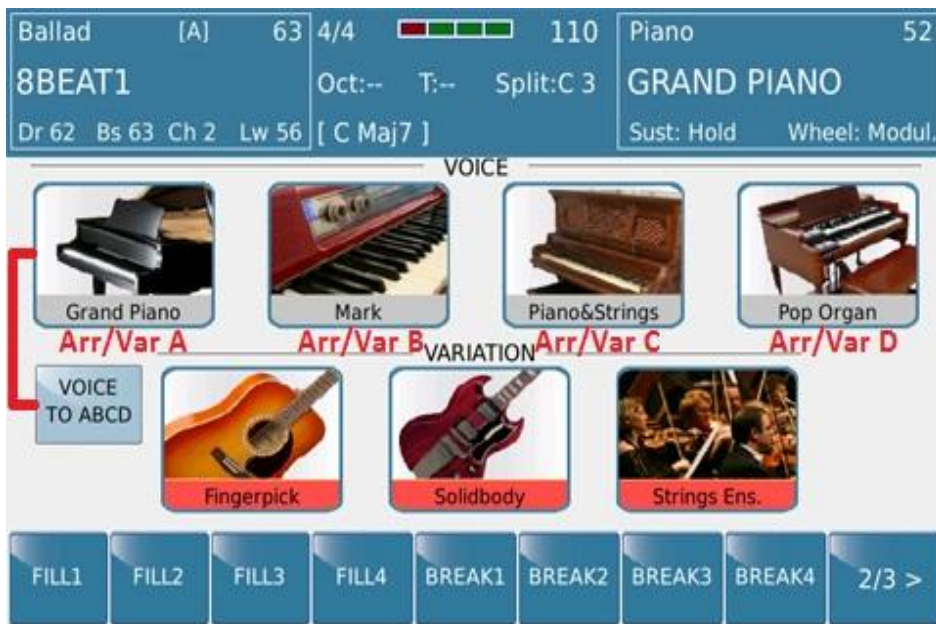 Ballad [A] 63 4/4 110 Piano 52
8BEAT1 Oct:-- T:-- Split:C 3 GRAND PIANO
Dr 62 Bs 63 Ch 2 Lw 56 [ C Maj7 ] Sust: Hold Wheel: Modul.
VOICE
Grand Piano Mark Piano&Strings Pop Organ
Arr/Var A Arr/Var B Arr/Var C Arr/Var D
VARIATION
VOICE
TO ABCD
Fingerpick Solidbody Strings Ens.
FILL1 FILL2 FILL3 FILL4 BREAK1 BREAK2 BREAK3 BREAK4 2/3 >